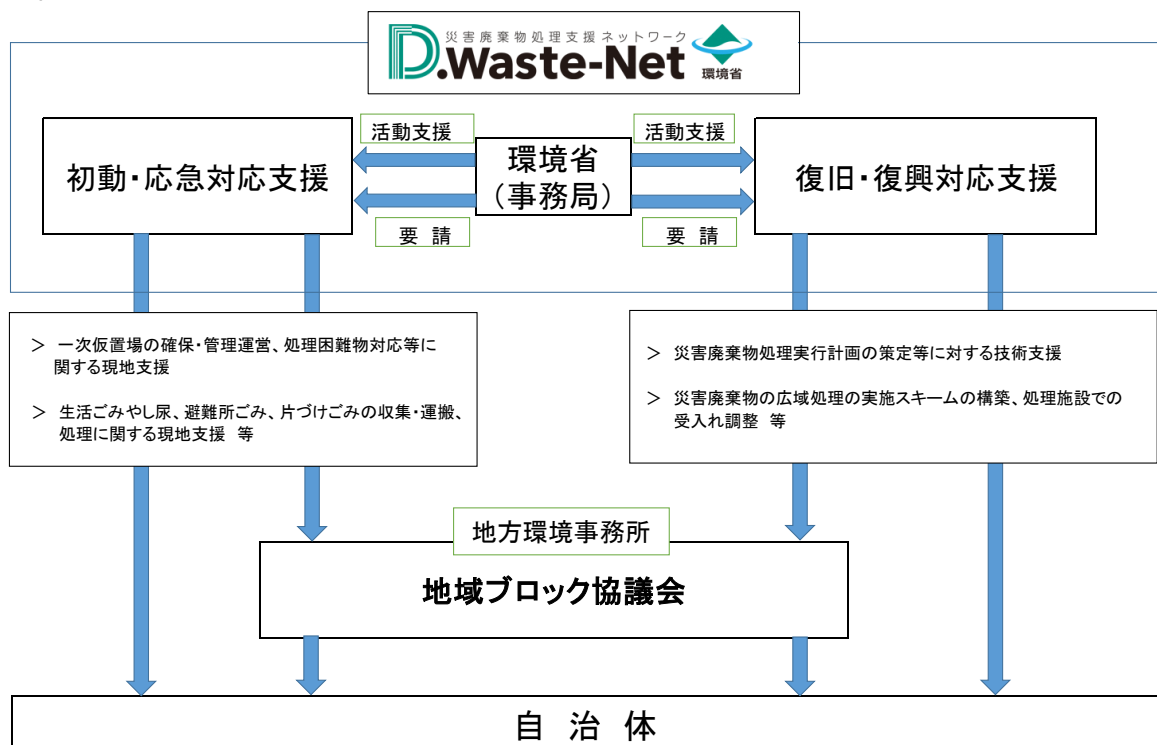 災害廃棄物処理支援ネットワーク
D.Waste-Net
環境省
活動支援
活動支援
初動・応急対応支援
環境省
（事務局）
復旧・復興対応支援
要 請
要 請
＞ 一次仮置場の確保・管理運営、処理困難物対応等に
関する現地支援
＞ 生活ごみやし尿、避難所ごみ、片づけごみの収集・運搬、
処理に関する現地支援 等
＞ 災害廃棄物処理実行計画の策定等に対する技術支援
＞ 災害廃棄物の広域処理の実施スキームの構築、処理施設での
受入れ調整 等
地方環境事務所
地域ブロック協議会
自 治 体